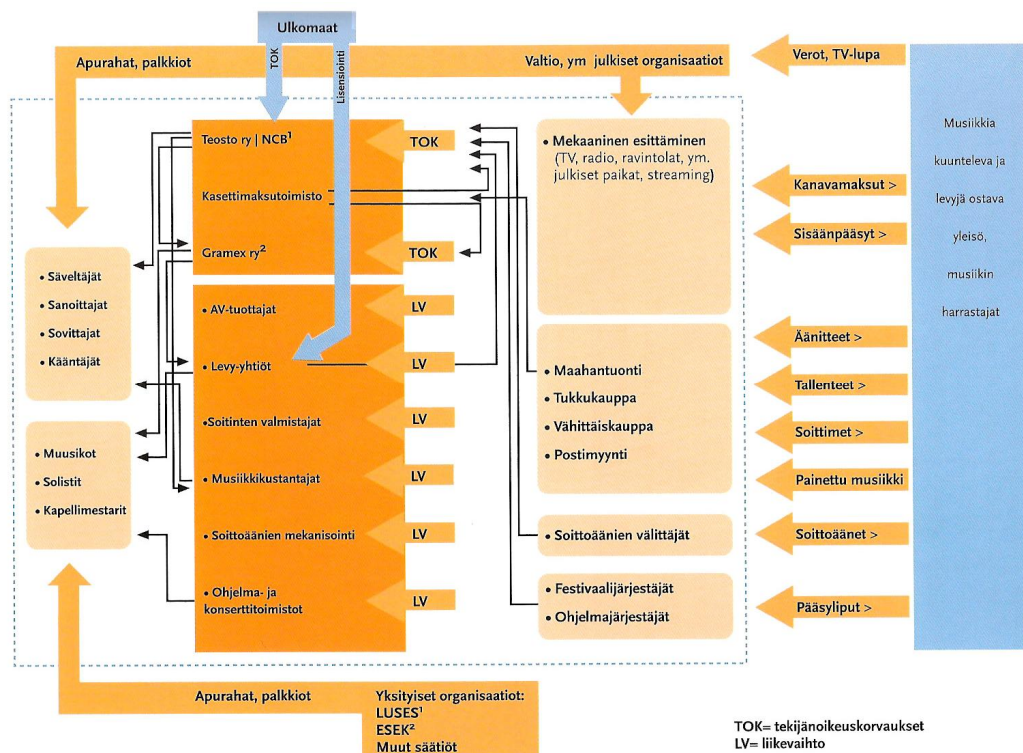 Ulkomaat
TOK
Lisensiointi
Apurahat, palkkiot
Valtio, ym julkiset organisaatiot
Verot, TV-lupa
Teosto ry | NCB¹
Kasettimaksutoimisto
Gramex ry²
TOK
TOK
• Mekaaninen esittäminen
(TV, radio, ravintolat, ym.
julkiset paikat, streaming)
Kanavamaksut >
Sisäänpääsyt >
Musiikkia
kuunteleva ja
levyjä ostava
yleisö,
musiikin
harrastajat
• Säveltäjät
• Sanoittajat
• Sovittajat
• Kääntäjät
• Muusikot
• Solistit
• Kapellimestarit
• AV-tuottajat
• Levy-yhtiöt
•Soitinten valmistajat
• Musiikkikustantajat
• Soittoäänien mekanisointi
• Ohjelma- ja
konserttitoimistot
LV
LV
LV
LV
LV
LV
• Maahantuonti
• Tukkukauppa
• Vähittäiskauppa
• Postimyynti
• Soittoäänien välittäjät
• Festivaalijärjestäjät
• Ohjelmajärjestäjät
Äänitteet >
Tallenteet >
Soittimet >
Painettu musiikki
Soittoäänet >
Pääsyliput >
Apurahat, palkkiot
Yksityiset organisaatiot:
LUSES¹
ESEK²
Muut säätiöt
TOK= tekijänoikeuskorvaukset
LV= liikevaihto